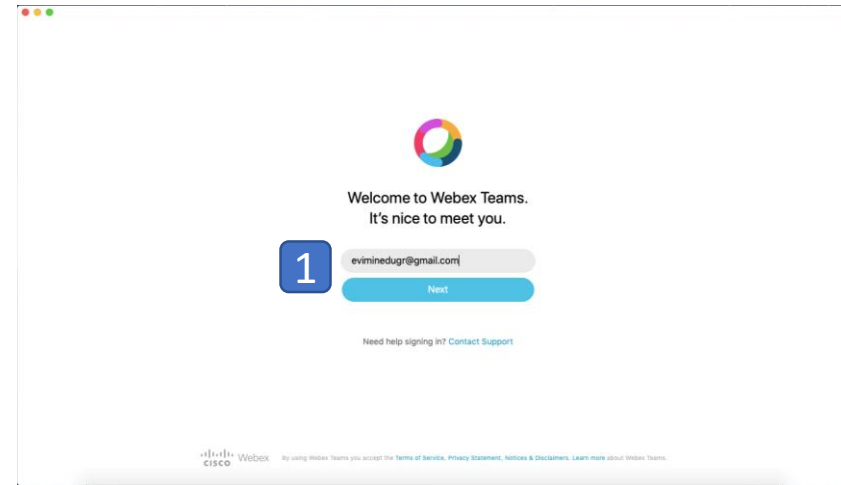 Welcome to Webex Teams.
It's nice to meet you.
1
eviminedugr@gmail.com
Next
Need help signing in? Contact Support
CISCO Webex By using Webex Teams you accept the Terms of Service, Privacy Statement, Notices & Disclaimers. Learn more about Webex Teams.